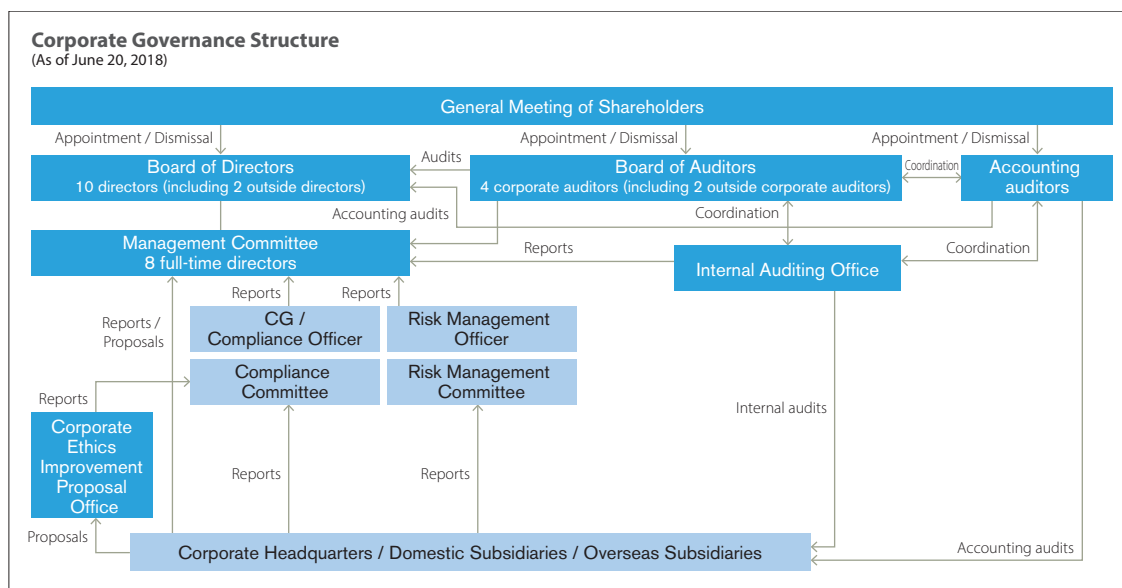 Corporate Governance Structure
(As of June 20, 2018)
General Meeting of Shareholders
Appointment / Dismissal
Appointment / Dismissal
Appointment / Dismissal
Board of Directors
10 directors (including 2 outside directors)
Audits
Board of Auditors
4 corporate auditors (including 2 outside corporate auditors)
Coordination
Accounting
auditors
Accounting audits
Coordination
Management Committee
8 full-time directors
Reports
Internal Auditing Office
Coordination
Reports
Reports
Reports /
Proposals
CG /
Compliance Officer
Risk Management
Officer
Compliance
Committee
Risk Management
Committee
Reports
Internal audits
Corporate
Ethics
Improvement
Proposal
Office
Reports
Reports
Proposals
Corporate Headquarters / Domestic Subsidiaries / Overseas Subsidiaries
Accounting audits